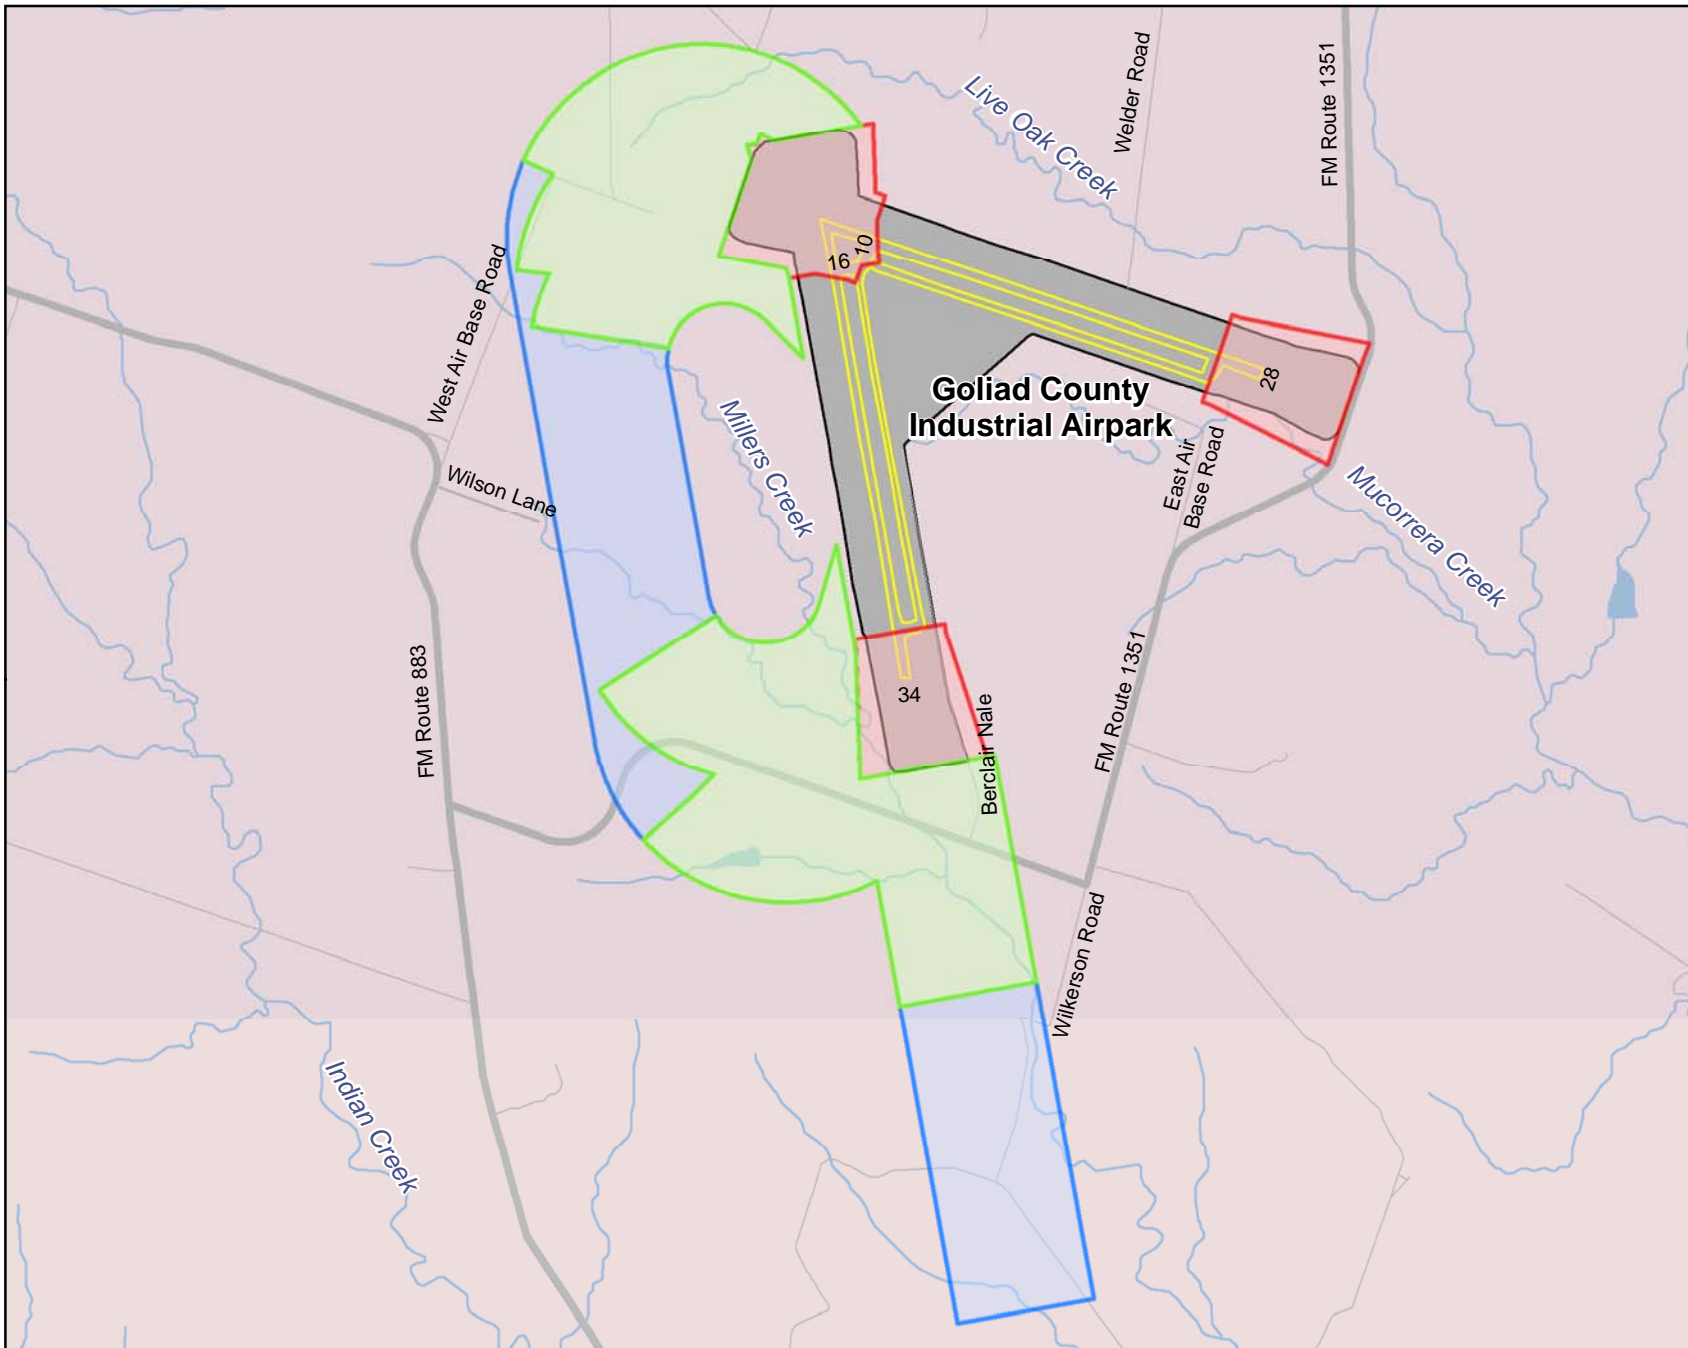 Live Oak Creek
Welder Road
FM Route 1351
West Air Base Road
16
10
28
Goliad County
Industrial Airpark
Millers Creek
East Air
Base Road
Wilson Lane
Mucorrera Creek
FM Route 883
34
Berclair Nale
FM Route 1351
Wilkerson Road
Indian Creek